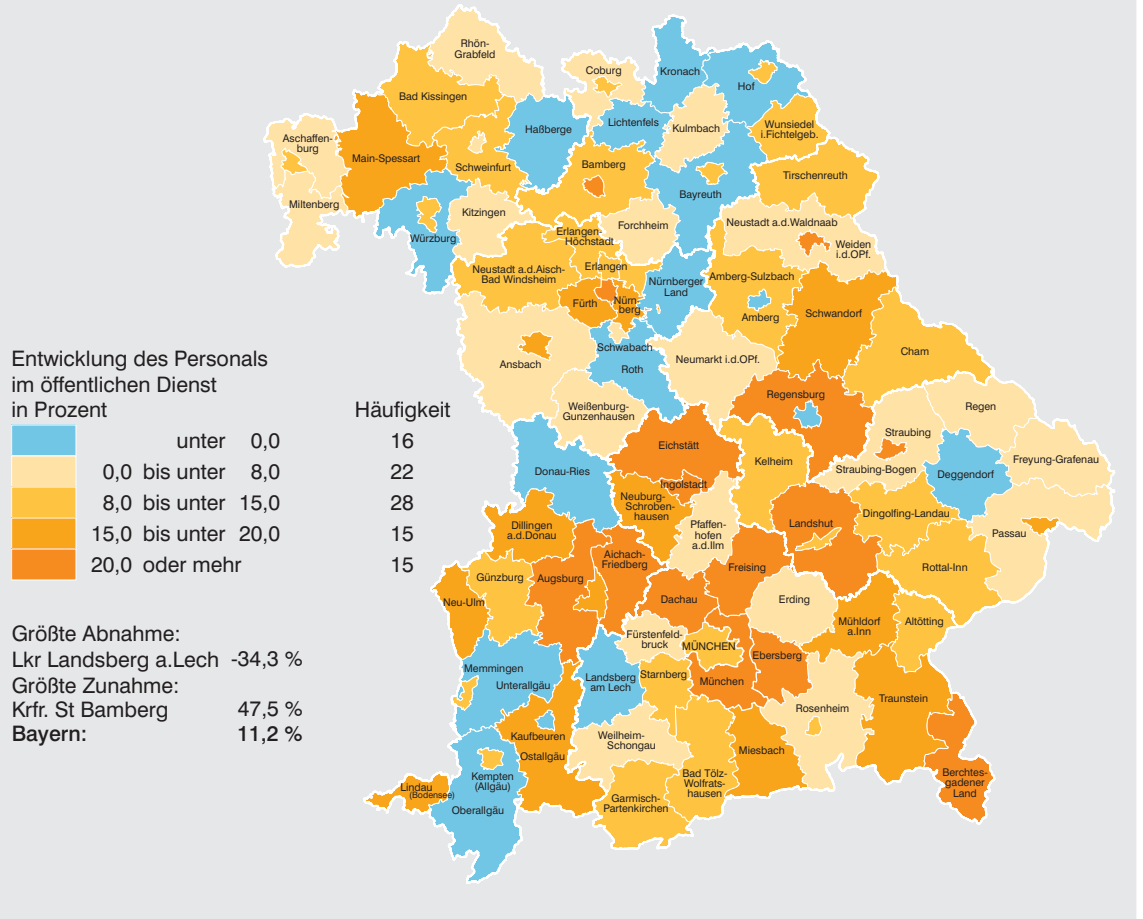 Rhön-
Grabfeld
Coburg
Kronach
Hof
Bad Kissingen
Lichtenfels
Kulmbach
Wunsiedel
i.Fichtelgeb.
Haßberge
Aschaffen-
burg
Main-Spessart
Schweinfurt
Bamberg
Tirschenreuth
Bayreuth
Miltenberg
Kitzingen
Würzburg
Forchheim
Erlangen-
Höchstadt
Neustadt a.d.Waldnaab
Weiden
i.d.OPf.
Neustadt a.d.Aisch-
Bad Windsheim
Erlangen
Nürnberger
Land
Amberg-Sulzbach
Fürth
Nürn-
berg
Amberg
Schwandorf
Schwabach
Roth
Ansbach
Neumarkt i.d.OPf.
Cham
Weißenburg-
Gunzenhausen
Regensburg
Regen
Straubing
Freyung-Grafenau
Eichstätt
Kelheim
Straubing-Bogen
Deggendorf
Donau-Ries
Ingolstadt
Neuburg-
Schroben-
hausen
Pfaffen-
hofen
a.d.Ilm
Landshut
Dingolfing-Landau
Passau
Dillingen
a.d.Donau
Aichach-
Friedberg
Freising
Rottal-Inn
Günzburg
Augsburg
Neu-Ulm
Dachau
Erding
Mühldorf
a.Inn
Altötting
Fürstenfeld-
bruck
MÜNCHEN
Ebersberg
Memmingen
Unterallgäu
Landsberg
am Lech
Starnberg
München
Traunstein
Rosenheim
Kaufbeuren
Ostallgäu
Weilheim-
Schongau
Miesbach
Bad Tölz-
Wolfrats-
hausen
Berchtes-
gadener
Land
Kempten
(Allgäu)
Lindau
(Bodensee)
Oberallgäu
Garmisch-
Partenkirchen
Entwicklung des Personals
im öffentlichen Dienst
in Prozent Häufigkeit
unter 0,0 16
0,0 bis unter 8,0 22
8,0 bis unter 15,0 28
15,0 bis unter 20,0 15
20,0 oder mehr 15
Größte Abnahme:
Lkr Landsberg a.Lech -34,3 %
Größte Zunahme:
Krfr. St Bamberg 47,5 %
Bayern: 11,2 %